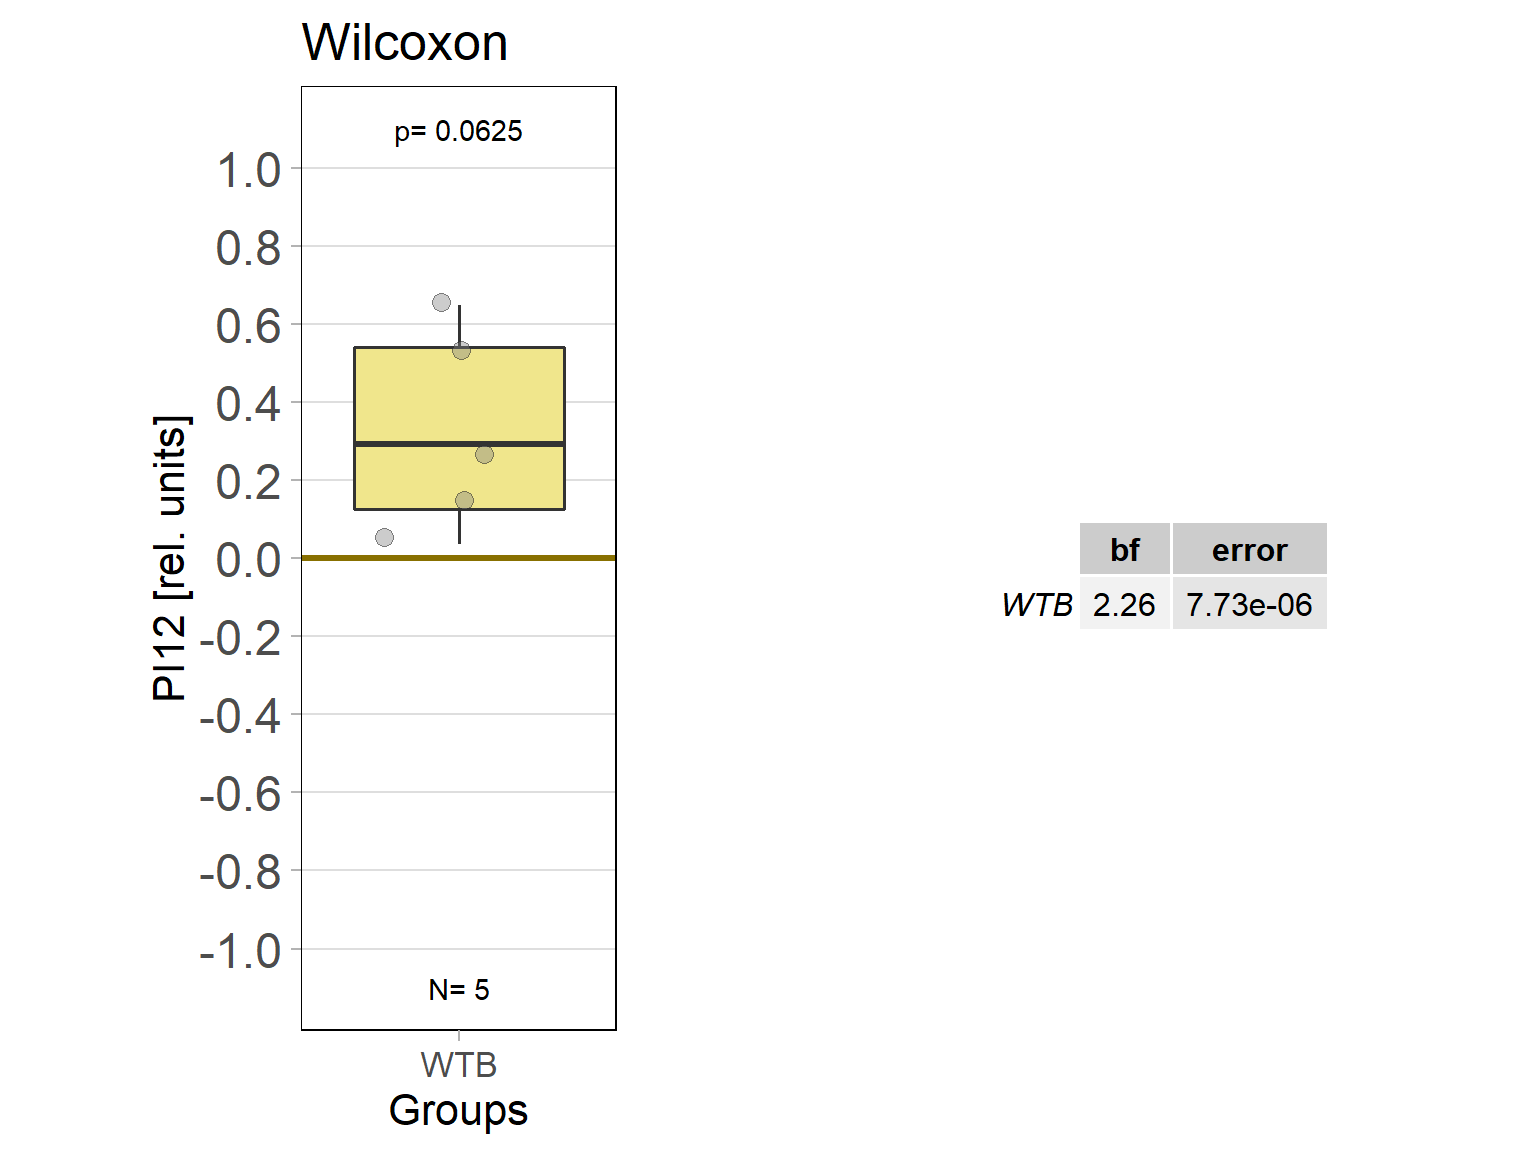 Wilcoxon
p= 0.0625
1.0
0.8
0.6
0.4
0.2
0.0
-0.2
-0.4
-0.6
-0.8
-1.0
PI12 [rel. units]
N= 5
WTB
Groups
bf error
WTB 2.26 7.73e-06